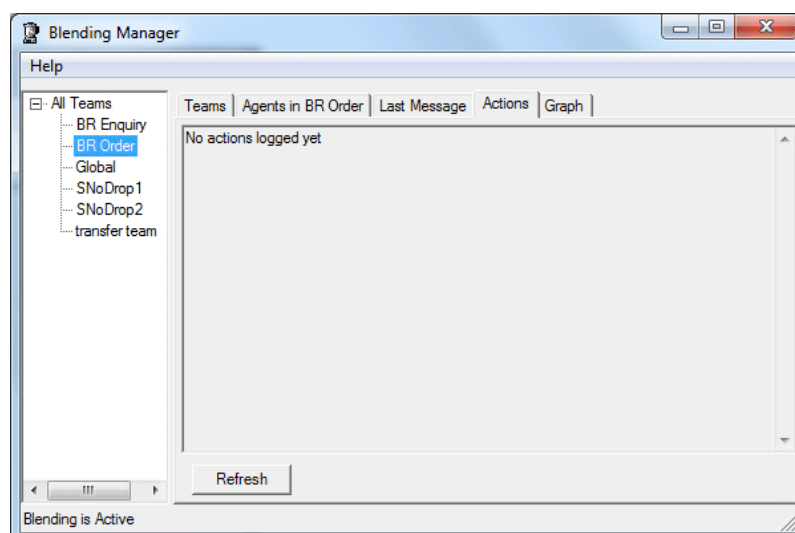 Blending Manager
Help
All Teams
BR Enquiry
BR Order
Global
SNoDrop1
SNoDrop2
transfer team
Teams Agents in BR Order Last Message Actions Graph
No actions logged yet
Refresh
Blending is Active